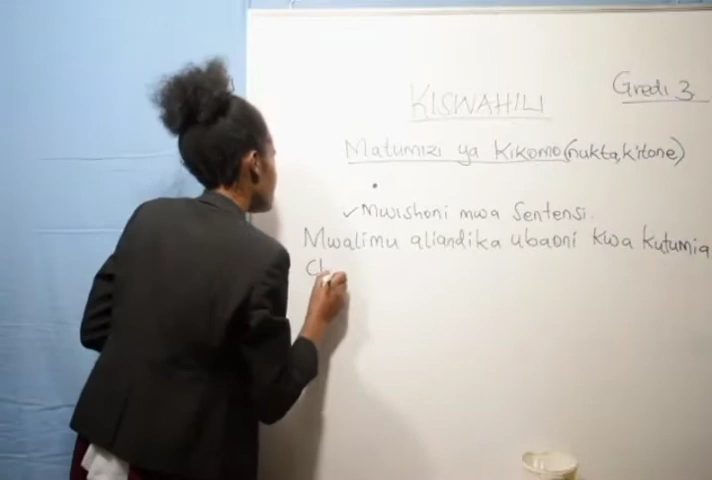 KISWAHILI
Gredi 3
Matumizi ya Kikomo (nukta, kitone)
.
✓ Mwishoni mwa Sentensi.
Mwalimu aliandika ubaoni kwa kutumia
Ch